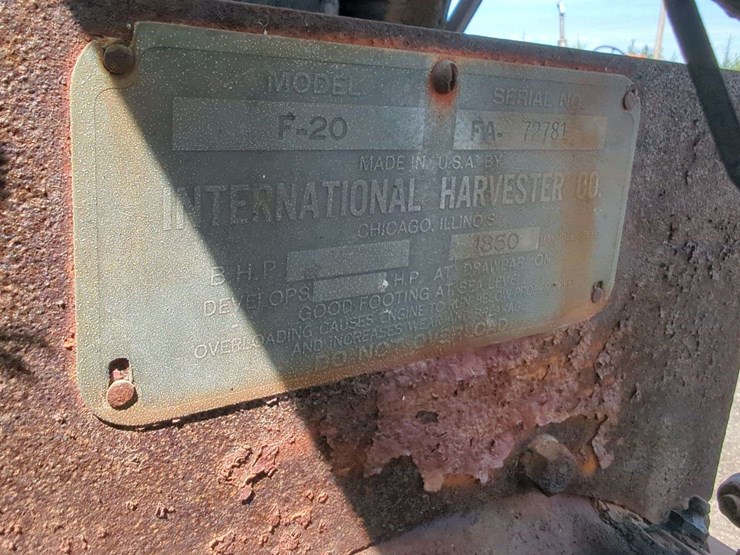 MODEL SERIAL NO.
F-20 FA- 72781
MADE IN U.S.A. BY
INTERNATIONAL HARVESTER CO.
CHICAGO, ILLINOIS
B.H.P. 1350
DEVELOPS H.P. AT DRAWBAR ON
GOOD FOOTING AT SEA LEVEL
OVERLOADING CAUSES ENGINE TO
AND INCREASES
DO NOT OVERLOAD